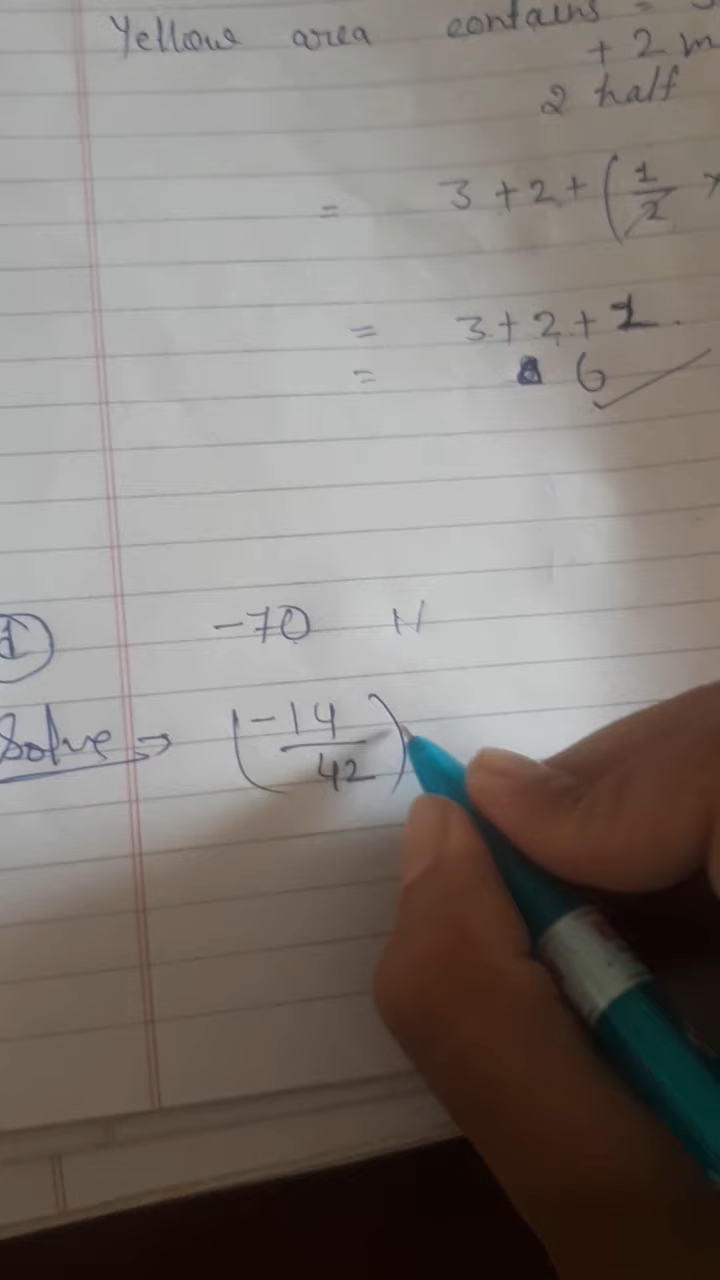 Yellow area contains =
+ 2 m
2 half
= 3 + 2 + ( 1/2 ×
= 3 + 2 + 1.
= 6
1 -70 N
Solve → ( -14/42 )